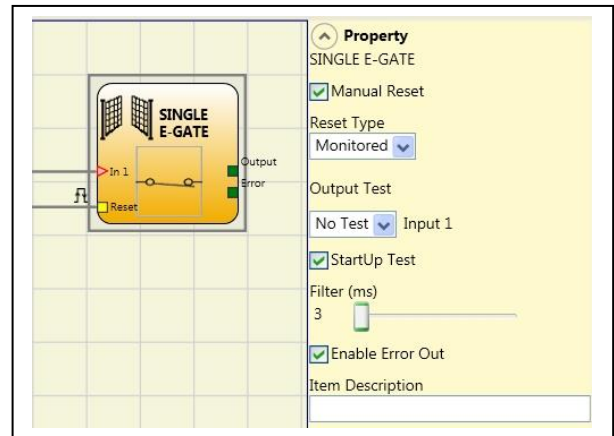 SINGLE
E-GATE
In 1
Output
Error
Reset
Property
SINGLE E-GATE
Manual Reset
Reset Type
Monitored
Output Test
No Test Input 1
StartUp Test
Filter (ms)
3
Enable Error Out
Item Description